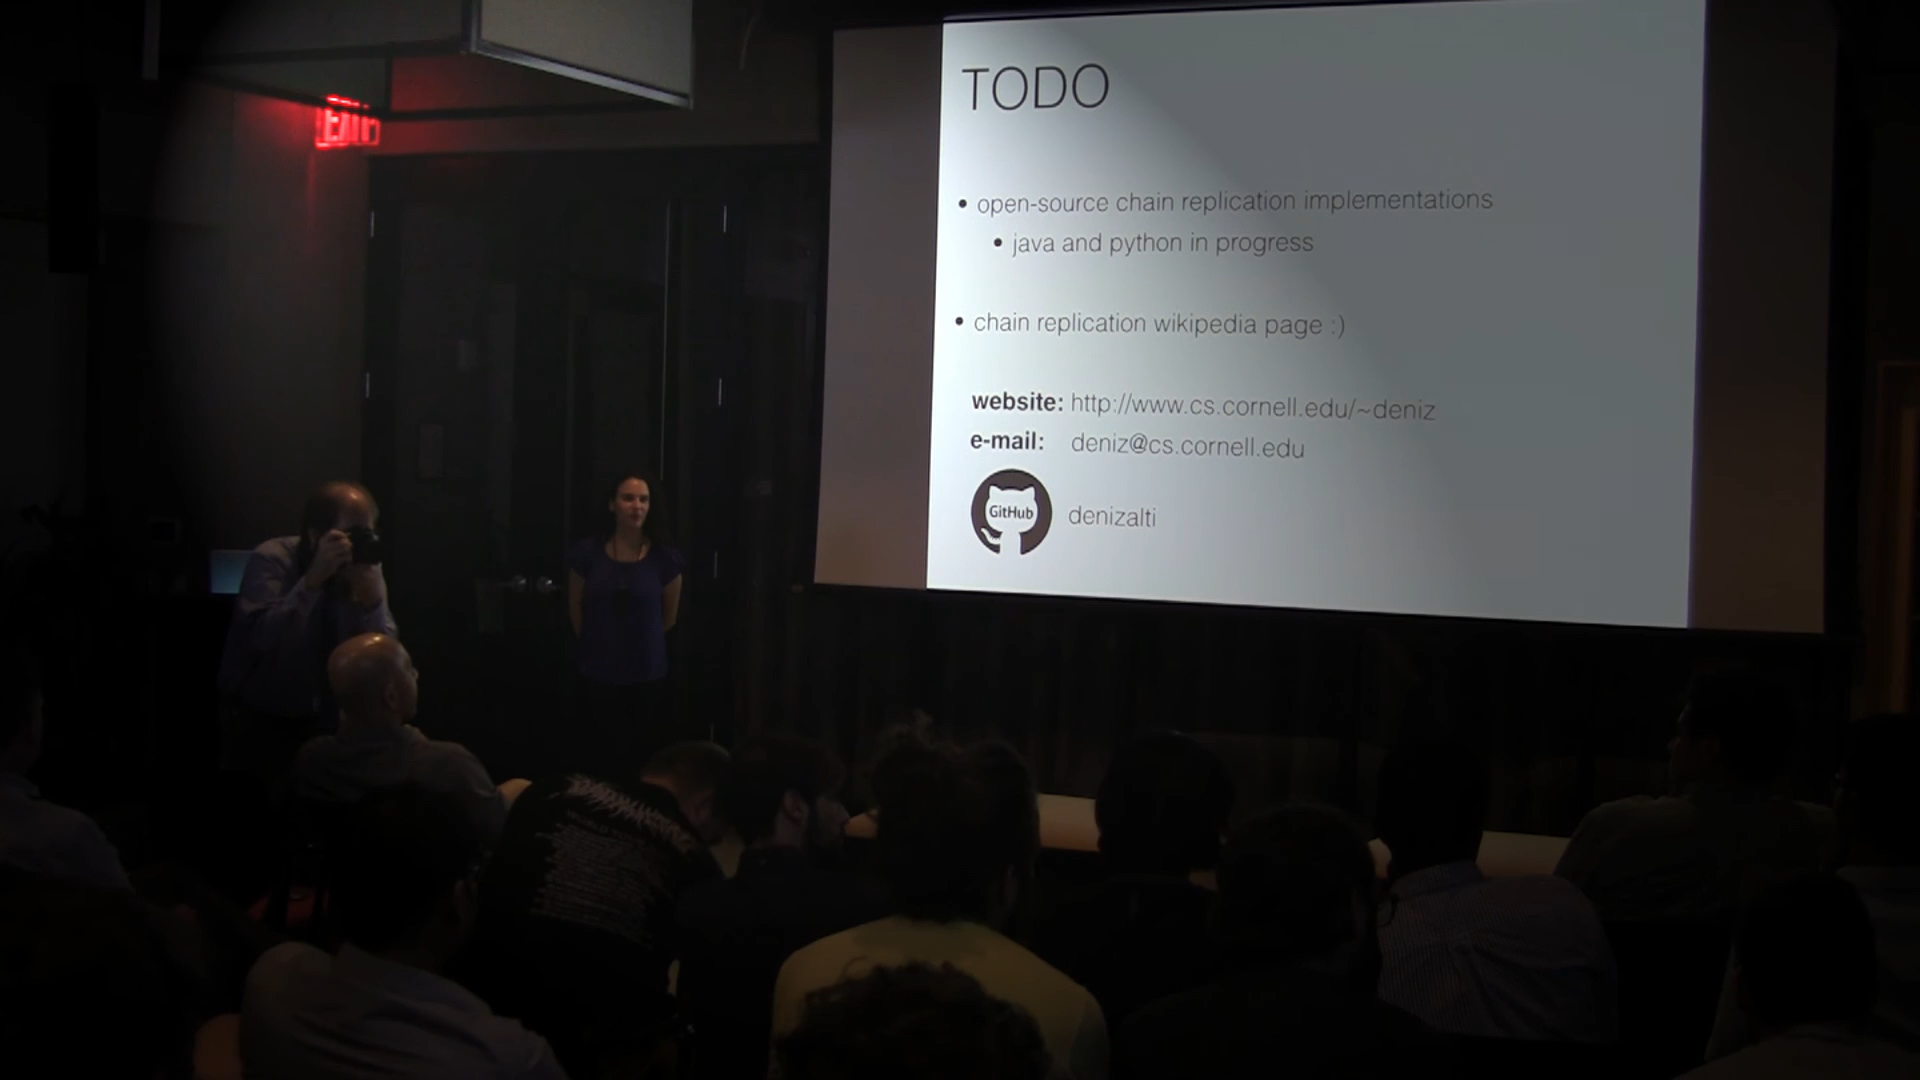 EXIT
TODO
• open-source chain replication implementations
• java and python in progress
• chain replication wikipedia page :)
website: http://www.cs.cornell.edu/~deniz
e-mail: deniz@cs.cornell.edu
GitHub denizalti